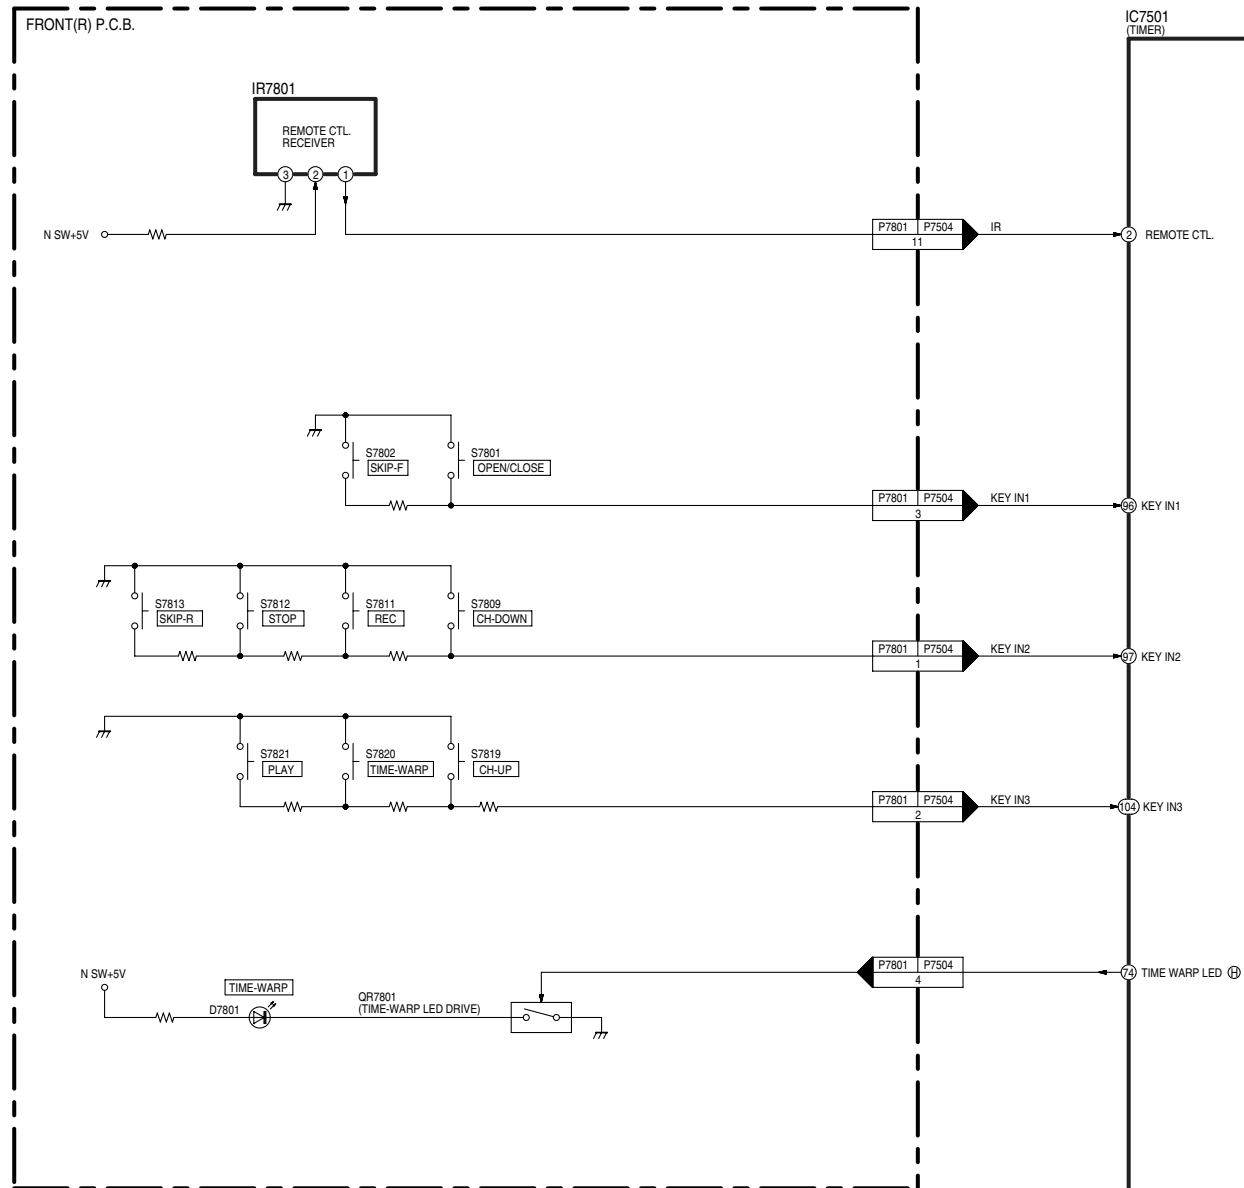 FRONT(R) P.C.B.
IC7501
(TIMER)
IR7801
REMOTE CTL.
RECEIVER
3 2 1
N SW+5V
P7801 P7504
11
IR
2 REMOTE CTL.
S7802
SKIP-F
S7801
OPEN/CLOSE
P7801 P7504
3
KEY IN1
96 KEY IN1
S7813
SKIP-R
S7812
STOP
S7811
REC
S7809
CH-DOWN
P7801 P7504
1
KEY IN2
97 KEY IN2
S7821
PLAY
S7820
TIME-WARP
S7819
CH-UP
P7801 P7504
2
KEY IN3
104 KEY IN3
P7801 P7504
4
74 TIME WARP LED H
N SW+5V
TIME-WARP
D7801
QR7801
(TIME-WARP LED DRIVE)